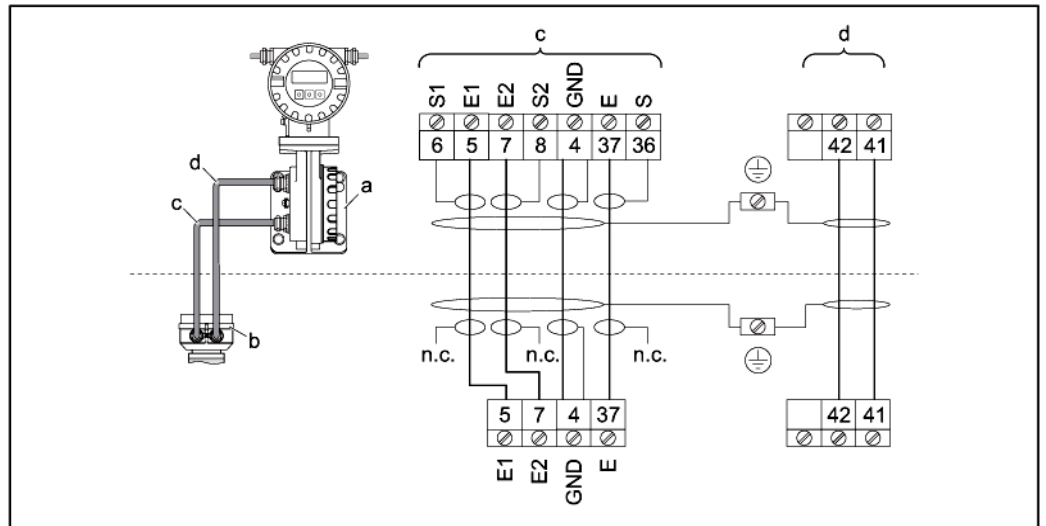 c
d
S1 E1 E2 S2 GND E S
6 5 7 8 4 37 36
42 41
d
c
a
b
n.c. n.c. n.c.
5 7 4 37
42 41
E1 E2 GND E